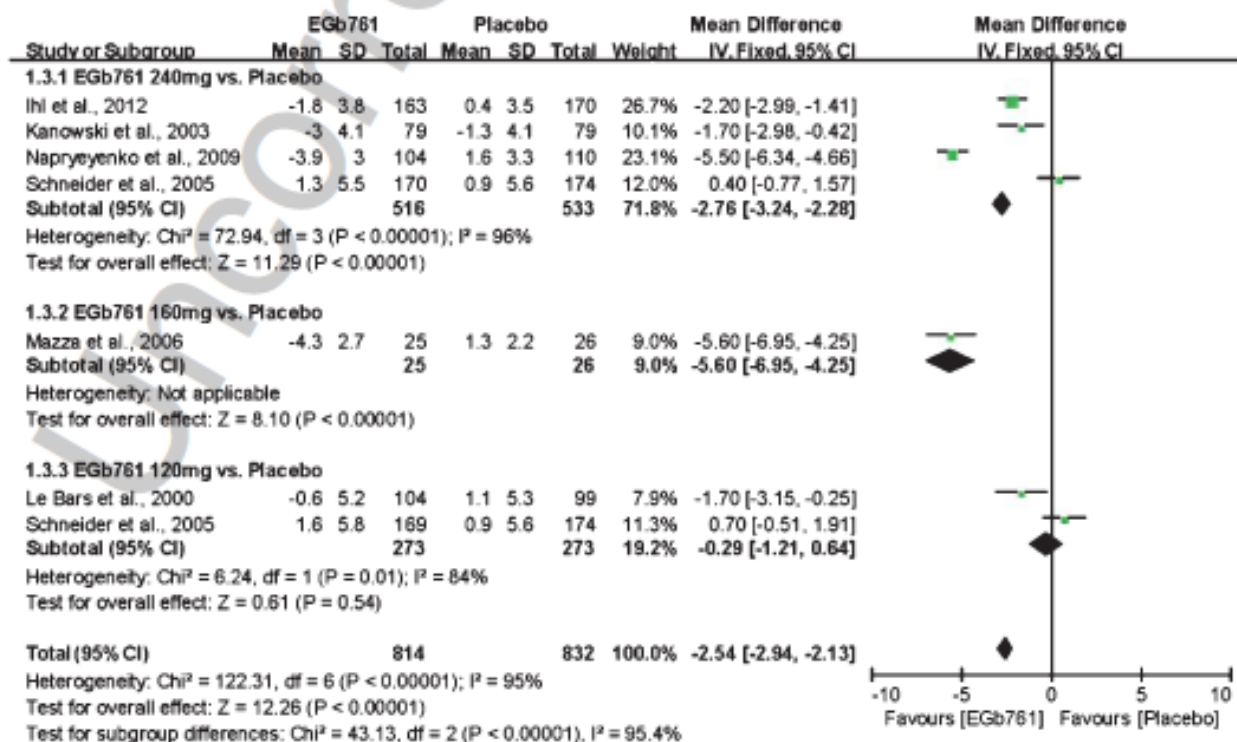 EGb761 Placebo Mean Difference Mean Difference
Study or Subgroup Mean SD Total Mean SD Total Weight IV, Fixed, 95% CI IV, Fixed, 95% CI
1.3.1 EGb761 240mg vs. Placebo
Ihl et al., 2012 -1.8 3.8 163 0.4 3.5 170 26.7% -2.20 [-2.99, -1.41]
Kanowski et al., 2003 -3 4.1 79 -1.3 4.1 79 10.1% -1.70 [-2.98, -0.42]
Napryeyenko et al., 2009 -3.9 3 104 1.6 3.3 110 23.1% -5.50 [-6.34, -4.66]
Schneider et al., 2005 1.3 5.5 170 0.9 5.6 174 12.0% 0.40 [-0.77, 1.57]
Subtotal (95% CI) 516 533 71.8% -2.76 [-3.24, -2.28]
Heterogeneity: Chi² = 72.94, df = 3 (P < 0.00001); I² = 96%
Test for overall effect: Z = 11.29 (P < 0.00001)
1.3.2 EGb761 160mg vs. Placebo
Mazza et al., 2006 -4.3 2.7 25 1.3 2.2 26 9.0% -5.60 [-6.95, -4.25]
Subtotal (95% CI) 25 26 9.0% -5.60 [-6.95, -4.25]
Heterogeneity: Not applicable
Test for overall effect: Z = 8.10 (P < 0.00001)
1.3.3 EGb761 120mg vs. Placebo
Le Bars et al., 2000 -0.6 5.2 104 1.1 5.3 99 7.9% -1.70 [-3.15, -0.25]
Schneider et al., 2005 1.6 5.8 169 0.9 5.6 174 11.3% 0.70 [-0.51, 1.91]
Subtotal (95% CI) 273 273 19.2% -0.29 [-1.21, 0.64]
Heterogeneity: Chi² = 6.24, df = 1 (P = 0.01); I² = 84%
Test for overall effect: Z = 0.61 (P = 0.54)
Total (95% CI) 814 832 100.0% -2.54 [-2.94, -2.13]
Heterogeneity: Chi² = 122.31, df = 6 (P < 0.00001); I² = 95%
Test for overall effect: Z = 12.26 (P < 0.00001)
Test for subgroup differences: Chi² = 43.13, df = 2 (P < 0.00001), I² = 95.4%
-10 -5 0 5 10
Favours [EGb761] Favours [Placebo]
Uncorr